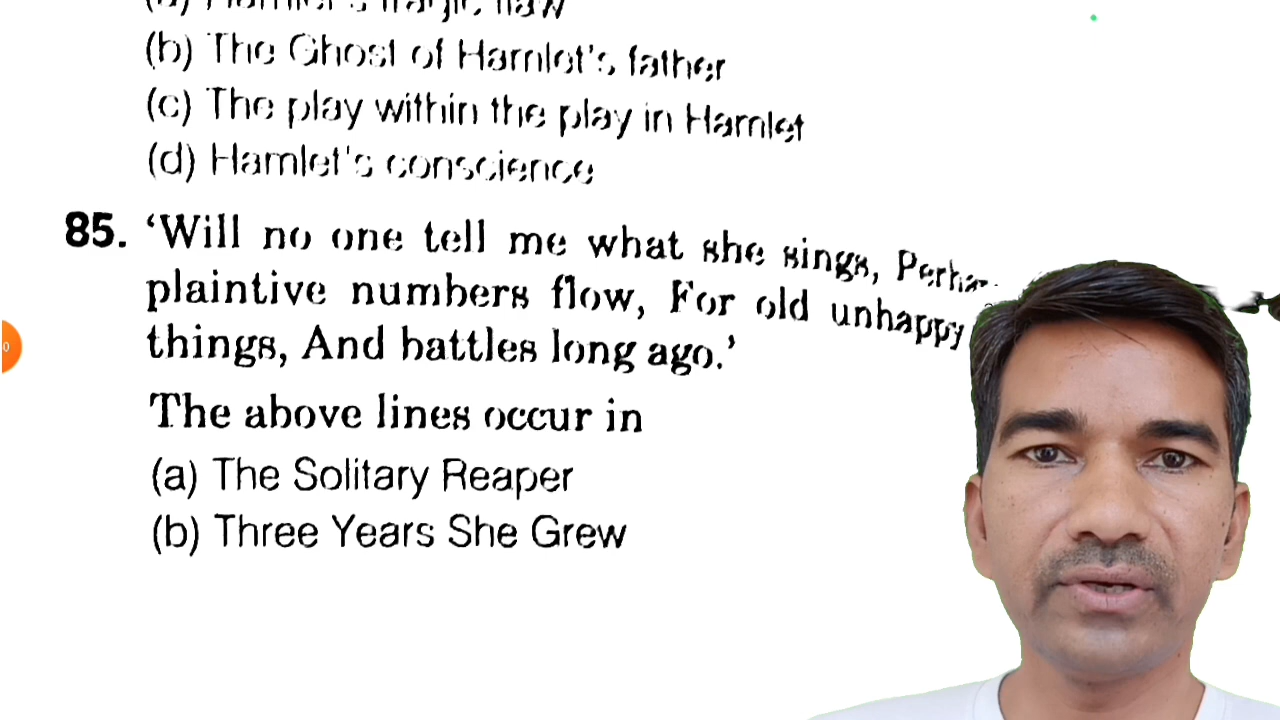 (b) The Ghost of Hamlet's father
(c) The play within the play in Hamlet
(d) Hamlet's conscience
85. 'Will no one tell me what she sings,
plaintive numbers flow, For old unhappy
things, And battles long ago.'
The above lines occur in
(a) The Solitary Reaper
(b) Three Years She Grew
0